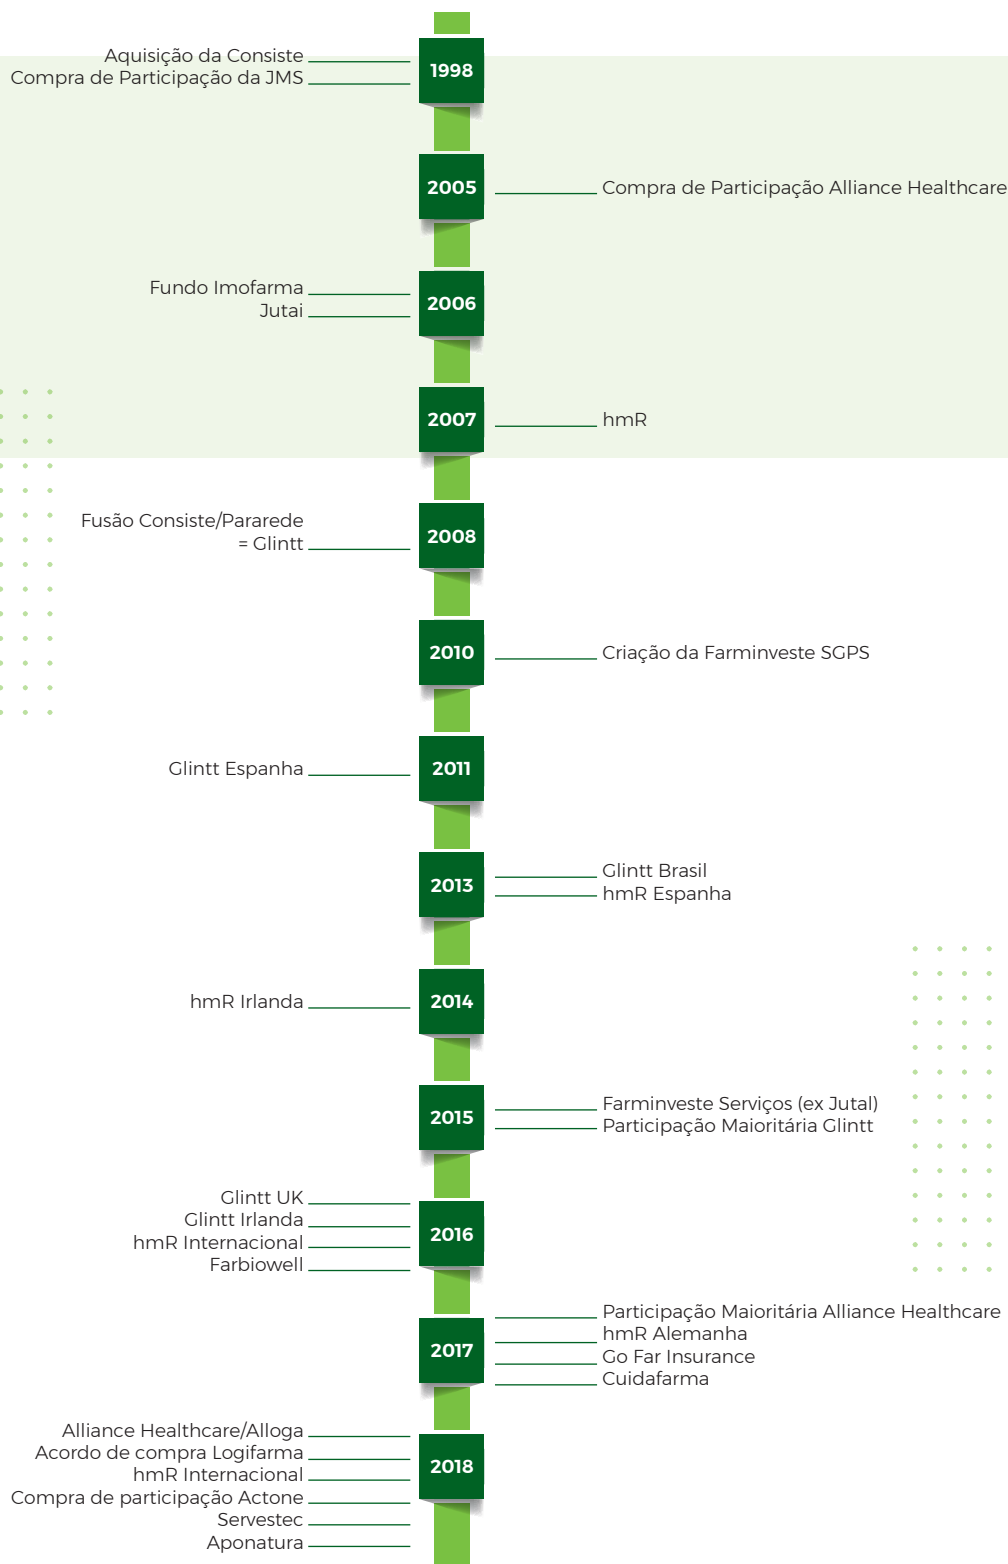 Aquisição da Consiste
Compra de Participação da JMS
1998
2005
Compra de Participação Alliance Healthcare
Fundo Imofarma
Jutai
2006
2007
hmR
Fusão Consiste/Pararede
= Glintt
2008
2010
Criação da Farminveste SGPS
Glintt Espanha
2011
2013
Glintt Brasil
hmR Espanha
hmR Irlanda
2014
2015
Farminveste Serviços (ex Jutal)
Participação Maioritária Glintt
Glintt UK
Glintt Irlanda
hmR Internacional
Farbiowell
2016
2017
Participação Maioritária Alliance Healthcare
hmR Alemanha
Go Far Insurance
Cuidafarma
Alliance Healthcare/Alloga
Acordo de compra Logifarma
hmR Internacional
Compra de participação Actone
Servestec
Aponatura
2018